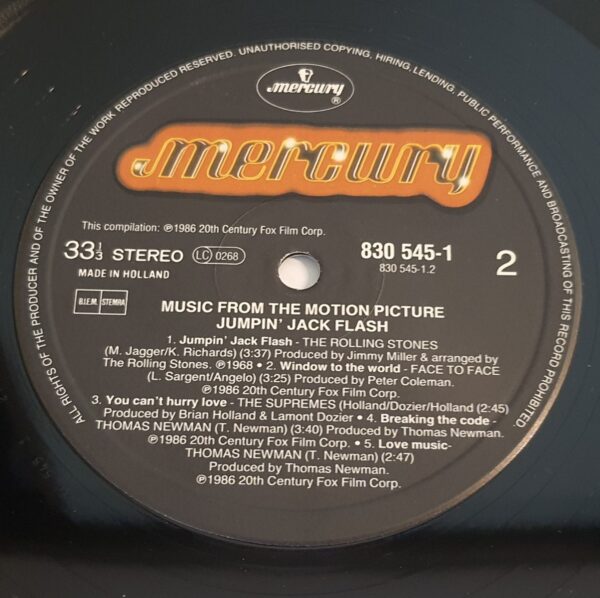 ALL RIGHTS OF THE PRODUCER AND OF THE OWNER OF THE WORK REPRODUCED RESERVED. UNAUTHORISED COPYING, HIRING, LENDING, PUBLIC PERFORMANCE AND BROADCASTING OF THIS RECORD PROHIBITED.
mercury ®
mercury
This compilation: ℗1986 20th Century Fox Film Corp.
33⅓ STEREO LC 0268
MADE IN HOLLAND
830 545-1
830 545-1.2
2
B.I.E.M. STEMRA
MUSIC FROM THE MOTION PICTURE
JUMPIN' JACK FLASH
1. Jumpin' Jack Flash - THE ROLLING STONES
(M. Jagger/K. Richards) (3:37) Produced by Jimmy Miller & arranged by
The Rolling Stones. ℗1968 • 2. Window to the world - FACE TO FACE
(L. Sargent/Angelo) (3:25) Produced by Peter Coleman.
℗1986 20th Century Fox Film Corp.
3. You can't hurry love - THE SUPREMES (Holland/Dozier/Holland (2:45)
Produced by Brian Holland & Lamont Dozier • 4. Breaking the code -
THOMAS NEWMAN (T. Newman) (3:40) Produced by Thomas Newman.
℗1986 20th Century Fox Film Corp. • 5. Love music-
THOMAS NEWMAN (T. Newman) (2:47)
Produced by Thomas Newman.
℗1986 20th Century Fox Film Corp.